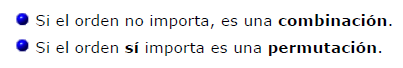 Si el orden no importa, es una combinación.
Si el orden sí importa es una permutación.